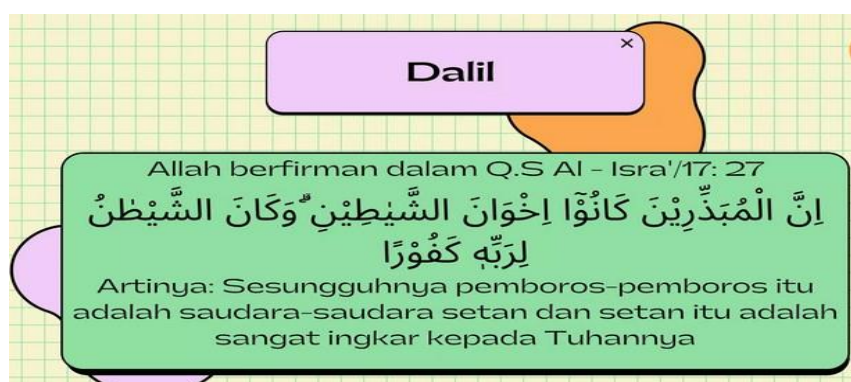 Dalil
×
Allah berfirman dalam Q.S Al - Isra'/17: 27
اِنَّ الْمُبَذِّرِيْنَ كَانُوْٓا اِخْوَانَ الشَّيٰطِيْنِ ۗوَكَانَ الشَّيْطٰنُ
لِرَبِّهٖ كَفُوْرًا
Artinya: Sesungguhnya pemboros-pemboros itu
adalah saudara-saudara setan dan setan itu adalah
sangat ingkar kepada Tuhannya